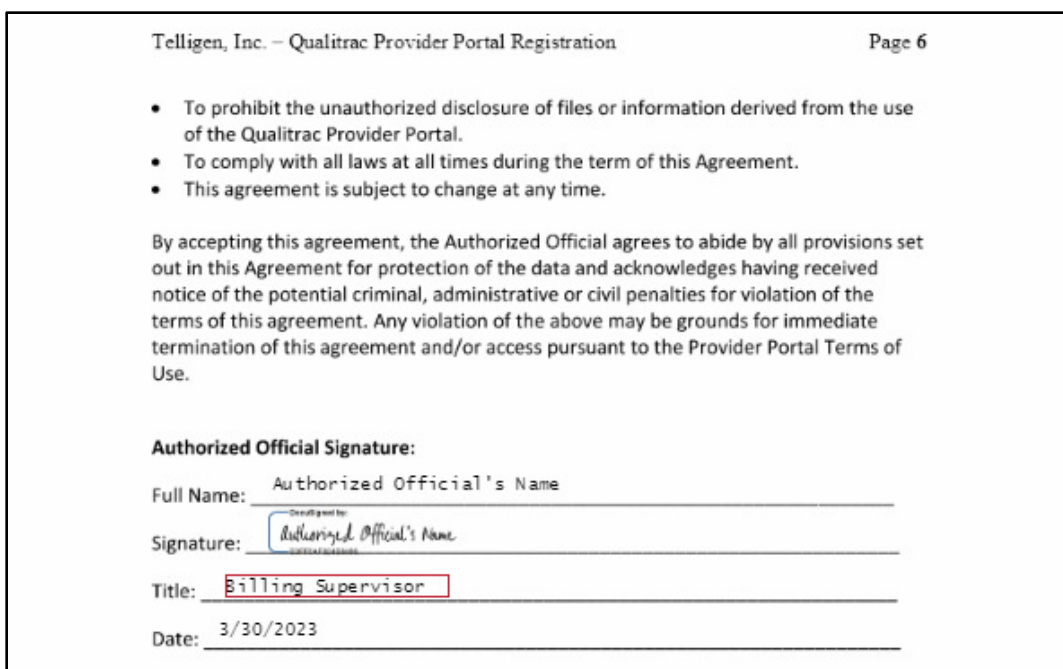 Telligen, Inc. – Qualitrac Provider Portal Registration Page 6
• To prohibit the unauthorized disclosure of files or information derived from the use
of the Qualitrac Provider Portal.
• To comply with all laws at all times during the term of this Agreement.
• This agreement is subject to change at any time.
By accepting this agreement, the Authorized Official agrees to abide by all provisions set
out in this Agreement for protection of the data and acknowledges having received
notice of the potential criminal, administrative or civil penalties for violation of the
terms of this agreement. Any violation of the above may be grounds for immediate
termination of this agreement and/or access pursuant to the Provider Portal Terms of
Use.
Authorized Official Signature:
Full Name: Authorized Official's Name
DocuSigned by:
Signature: Authorized Official's Name
Title: Billing Supervisor
Date: 3/30/2023